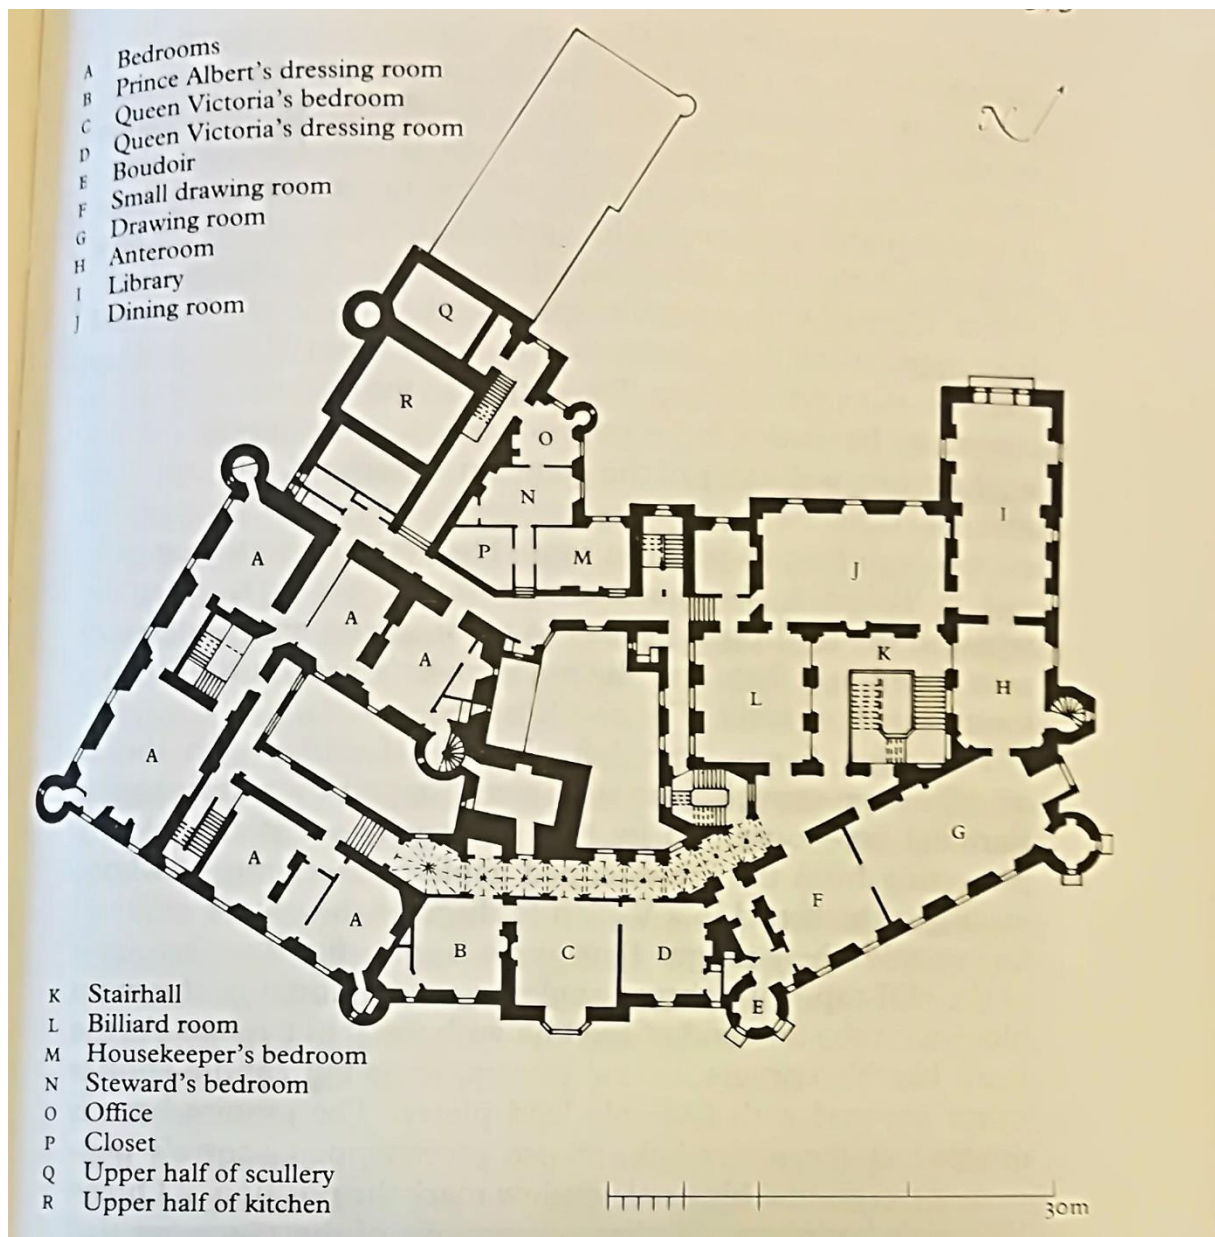 A Bedrooms
B Prince Albert's dressing room
C Queen Victoria's bedroom
D Queen Victoria's dressing room
E Boudoir
F Small drawing room
G Drawing room
H Anteroom
I Library
J Dining room
N
Q
R
O
N
P
M
A
A
A
A
A
A
J
I
K
L
H
G
F
B
C
D
E
K Stairhall
L Billiard room
M Housekeeper's bedroom
N Steward's bedroom
O Office
P Closet
Q Upper half of scullery
R Upper half of kitchen
30m